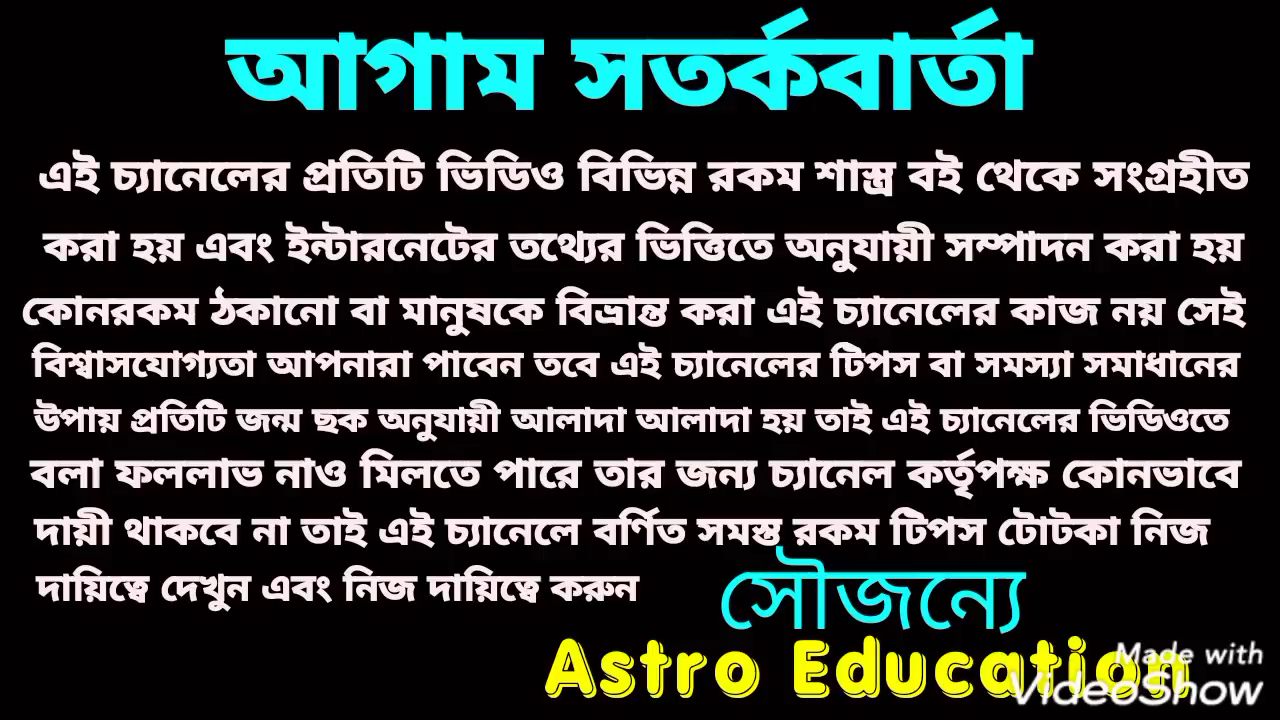 আগাম সতর্কবার্তা
এই চ্যানেলের প্রতিটি ভিডিও বিভিন্ন রকম শাস্ত্র বই থেকে সংগ্রহীত
করা হয় এবং ইন্টারনেটের তথ্যের ভিত্তিতে অনুযায়ী সম্পাদন করা হয়
কোনরকম ঠকানো বা মানুষকে বিভ্রান্ত করা এই চ্যানেলের কাজ নয় সেই
বিশ্বাসযোগ্যতা আপনারা পাবেন তবে এই চ্যানেলের টিপস বা সমস্যা সমাধানের
উপায় প্রতিটি জন্ম ছক অনুযায়ী আলাদা আলাদা হয় তাই এই চ্যানেলের ভিডিওতে
বলা ফললাভ নাও মিলতে পারে তার জন্য চ্যানেল কর্তৃপক্ষ কোনভাবে
দায়ী থাকবে না তাই এই চ্যানেলে বর্ণিত সমস্ত রকম টিপস টোটকা নিজ
দায়িত্বে দেখুন এবং নিজ দায়িত্বে করুন
সৌজন্যে
Astro Education
Made with
VideoShow